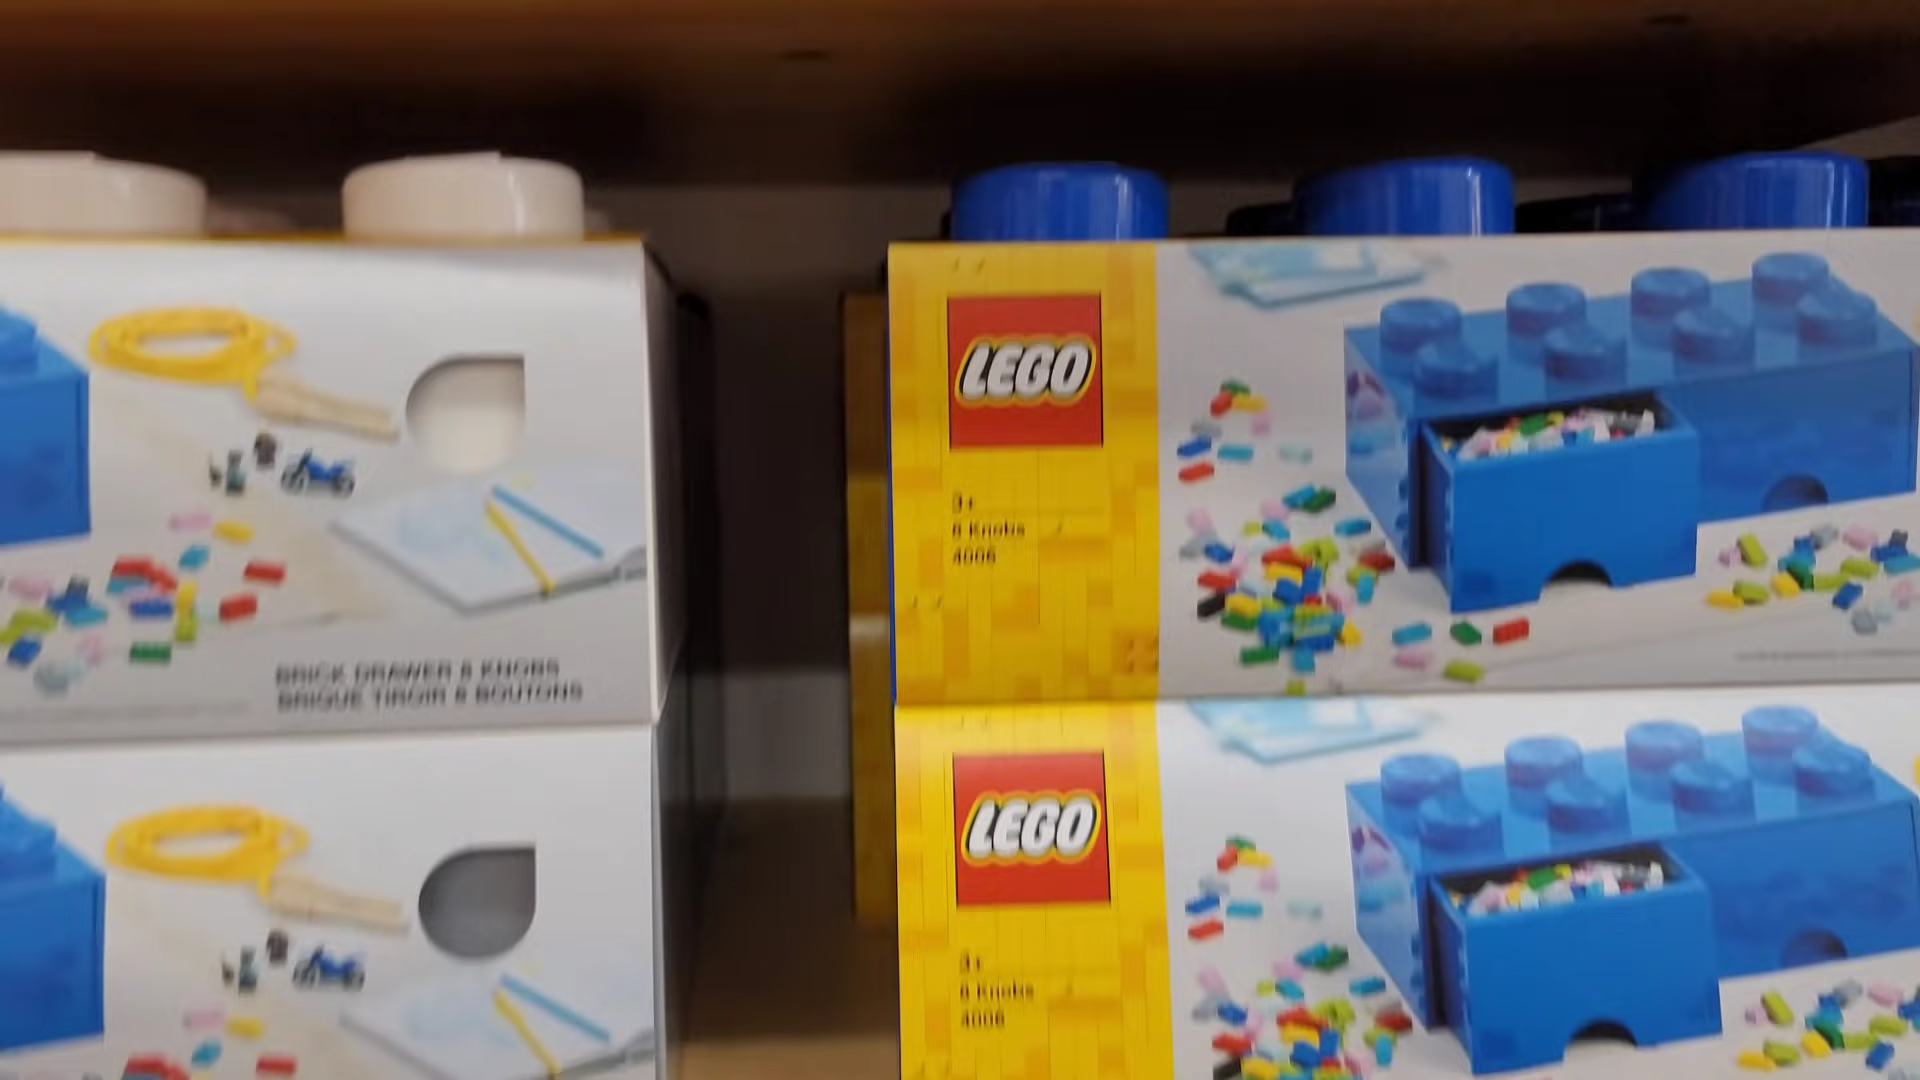 BRICK DRAWER 8 KNOBS
BRIQUE TIROIR 8 BOUTONS
LEGO
3+
8 Knobs
4006
LEGO
3+
8 Knobs
4006